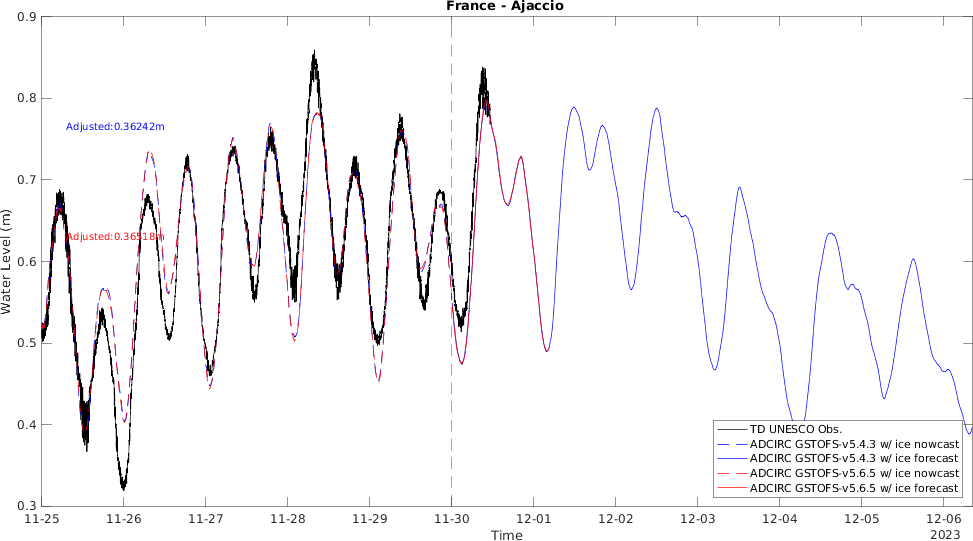 France - Ajaccio
0.9
0.8
0.7
0.6
0.5
0.4
0.3
Water Level (m)
Adjusted:0.36242m
Adjusted:0.36518m
TD UNESCO Obs.
ADCIRC GSTOFS-v5.4.3 w/ ice nowcast
ADCIRC GSTOFS-v5.4.3 w/ ice forecast
ADCIRC GSTOFS-v5.6.5 w/ ice nowcast
ADCIRC GSTOFS-v5.6.5 w/ ice forecast
11-25 11-26 11-27 11-28 11-29 11-30 12-01 12-02 12-03 12-04 12-05 12-06
2023
Time